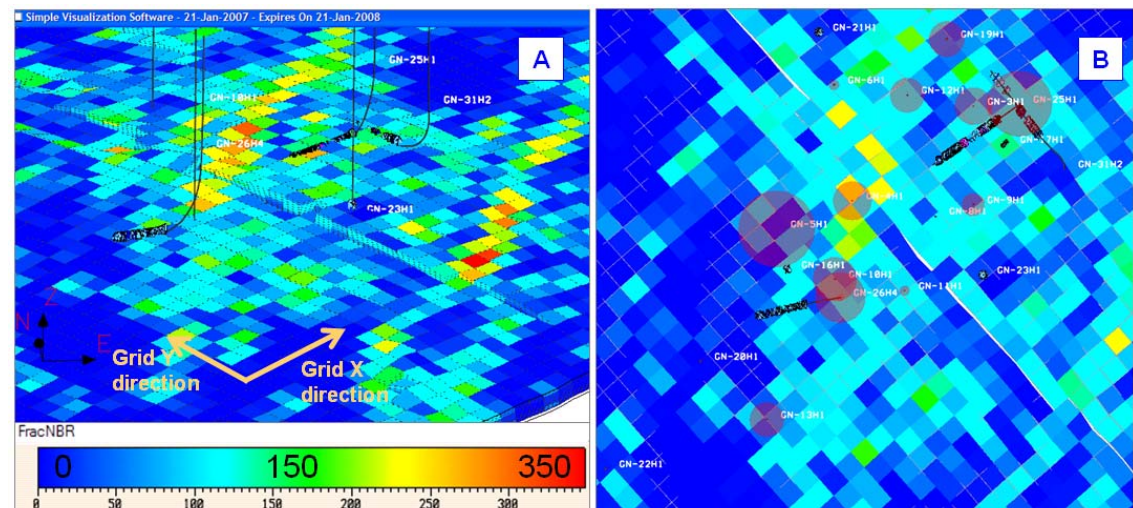 Simple Visualization Software - 21-Jan-2007 - Expires On 21-Jan-2008
A
GN-25H1
GN-18H1
GN-31H2
GN-26H4
GN-23H1
Z
N
E
Grid Y
direction
Grid X
direction
FracNBR
0 150 350
0 50 100 150 200 250 300
B
GN-21H1
GN-19H1
GN-6H1
GN-12H1
GN-3H1
GN-25H1
GN-17H1
GN-31H2
GN-4H1
GN-9H1
GN-8H1
GN-5H1
GN-16H1
GN-18H1
GN-23H1
GN-26H4
GN-11H1
GN-20H1
GN-13H1
GN-22H1